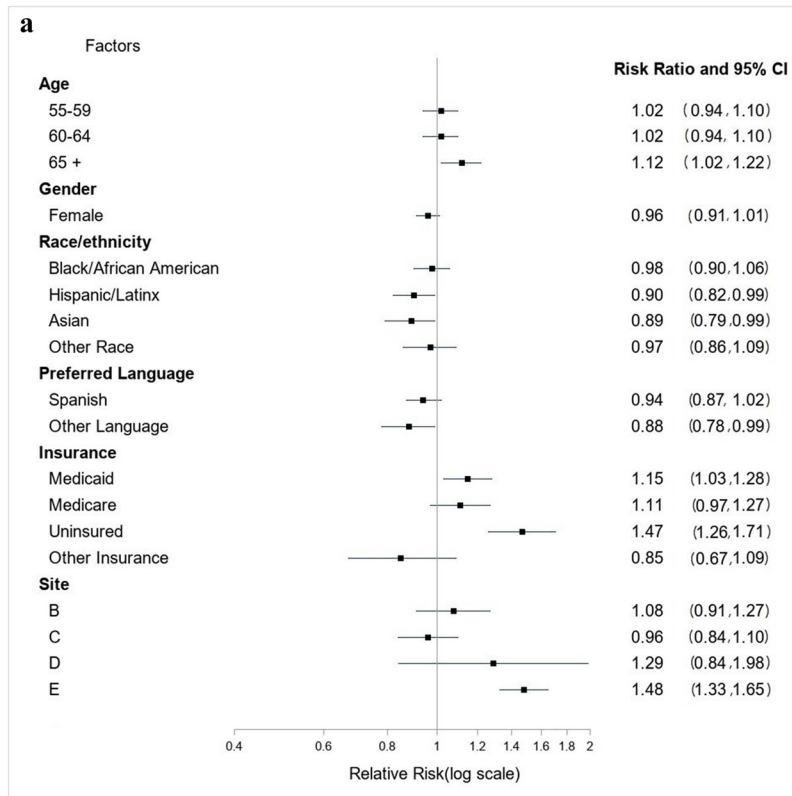 a
Factors
Risk Ratio and 95% CI
Age
55-59 1.02 (0.94, 1.10)
60-64 1.02 (0.94, 1.10)
65 + 1.12 (1.02, 1.22)
Gender
Female 0.96 (0.91, 1.01)
Race/ethnicity
Black/African American 0.98 (0.90,1.06)
Hispanic/Latinx 0.90 (0.82,0.99)
Asian 0.89 (0.79,0.99)
Other Race 0.97 (0.86,1.09)
Preferred Language
Spanish 0.94 (0.87, 1.02)
Other Language 0.88 (0.78,0.99)
Insurance
Medicaid 1.15 (1.03,1.28)
Medicare 1.11 (0.97,1.27)
Uninsured 1.47 (1.26,1.71)
Other Insurance 0.85 (0.67,1.09)
Site
B 1.08 (0.91,1.27)
C 0.96 (0.84,1.10)
D 1.29 (0.84,1.98)
E 1.48 (1.33,1.65)
0.4 0.6 0.8 1 1.2 1.4 1.6 1.8 2
Relative Risk(log scale)